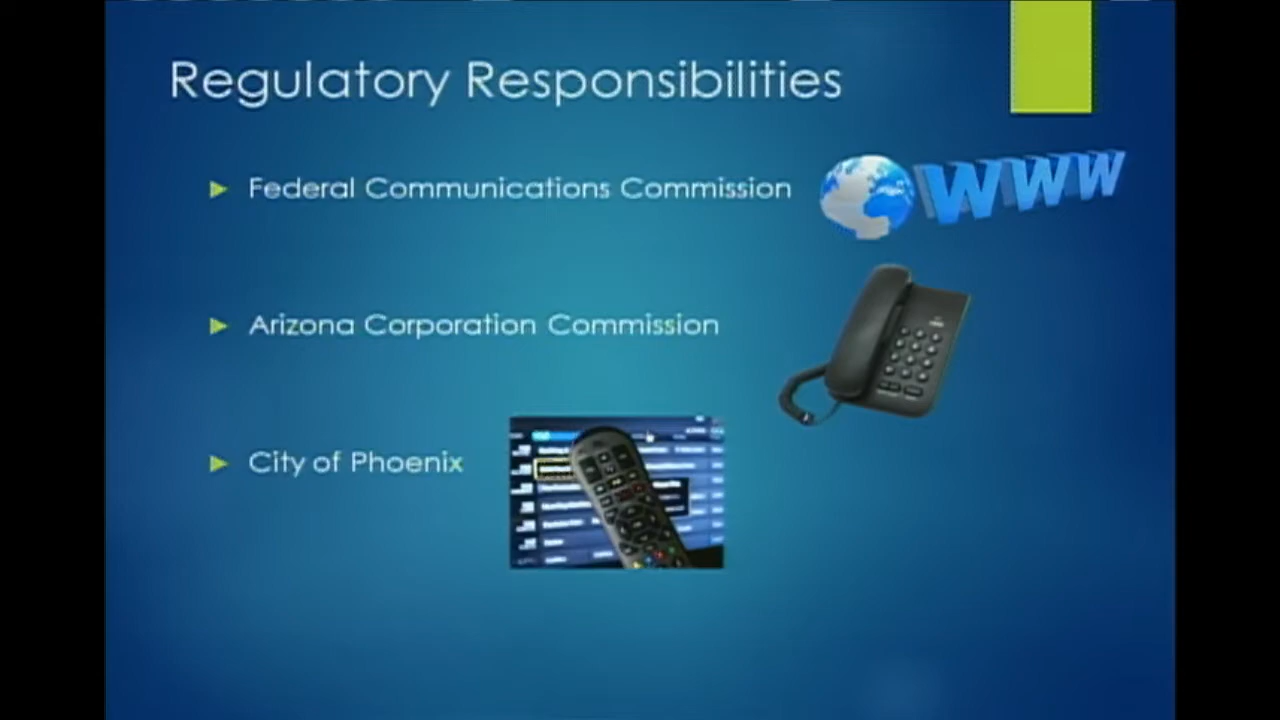 Regulatory Responsibilities
Federal Communications Commission
WWW
Arizona Corporation Commission
City of Phoenix